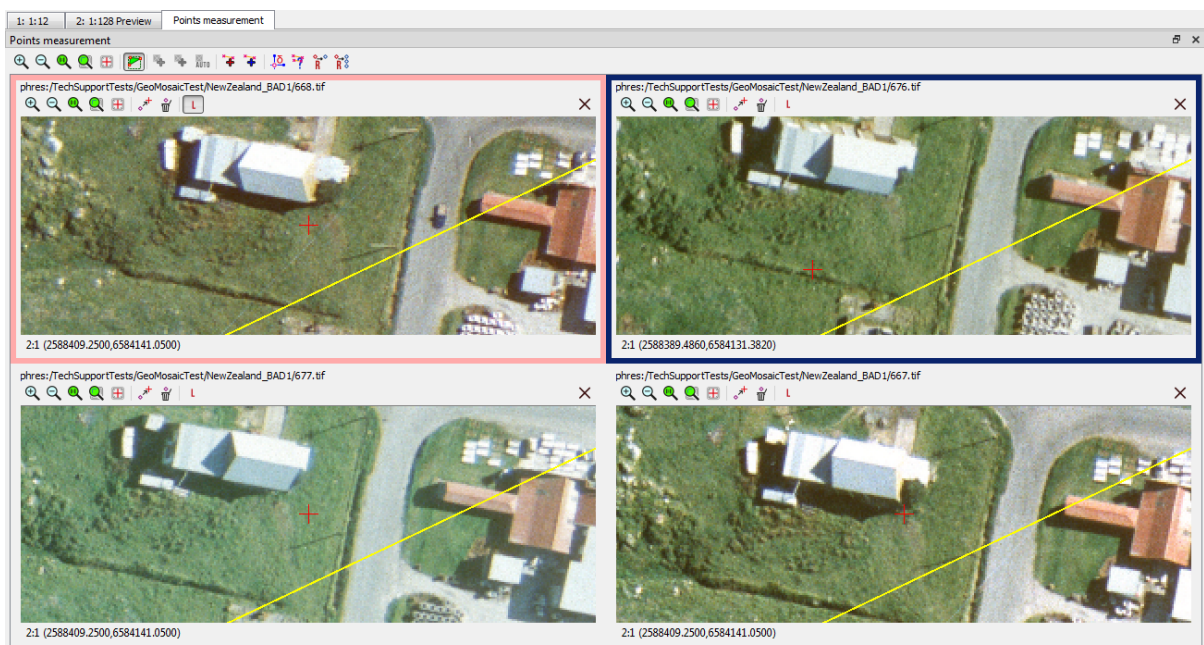 1: 1:12 2: 1:128 Preview Points measurement
Points measurement
AUTO R R
phres:/TechSupportTests/GeoMosaicTest/NewZealand_BAD1/668.tif
L
2:1 (2588409.2500,6584141.0500)
phres:/TechSupportTests/GeoMosaicTest/NewZealand_BAD1/676.tif
L
2:1 (2588389.4860,6584131.3820)
phres:/TechSupportTests/GeoMosaicTest/NewZealand_BAD1/677.tif
L
2:1 (2588409.2500,6584141.0500)
phres:/TechSupportTests/GeoMosaicTest/NewZealand_BAD1/667.tif
L
2:1 (2588409.2500,6584141.0500)